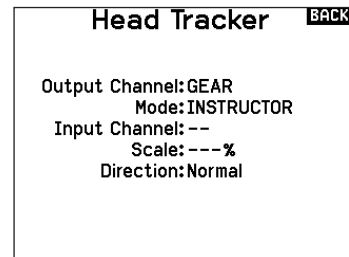 Head Tracker BACK
Output Channel: GEAR
Mode: INSTRUCTOR
Input Channel: --
Scale: ---%
Direction: Normal